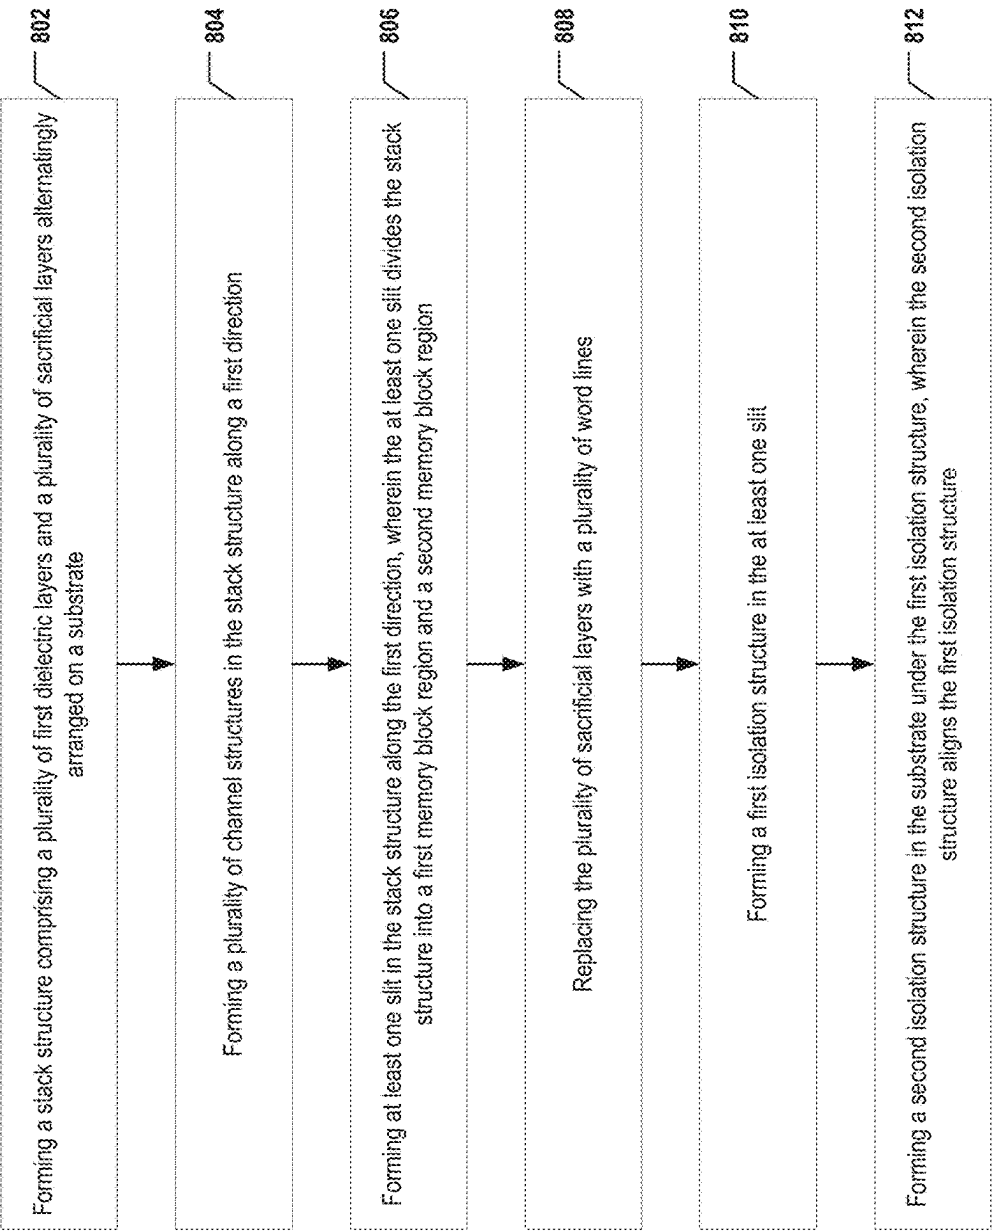 802
Forming a stack structure comprising a plurality of first dielectric layers and a plurality of sacrificial layers alternatingly
arranged on a substrate
804
Forming a plurality of channel structures in the stack structure along a first direction
806
Forming at least one slit in the stack structure along the first direction, wherein the at least one slit divides the stack
structure into a first memory block region and a second memory block region
808
Replacing the plurality of sacrificial layers with a plurality of word lines
810
Forming a first isolation structure in the at least one slit
812
Forming a second isolation structure in the substrate under the first isolation structure, wherein the second isolation
structure aligns the first isolation structure